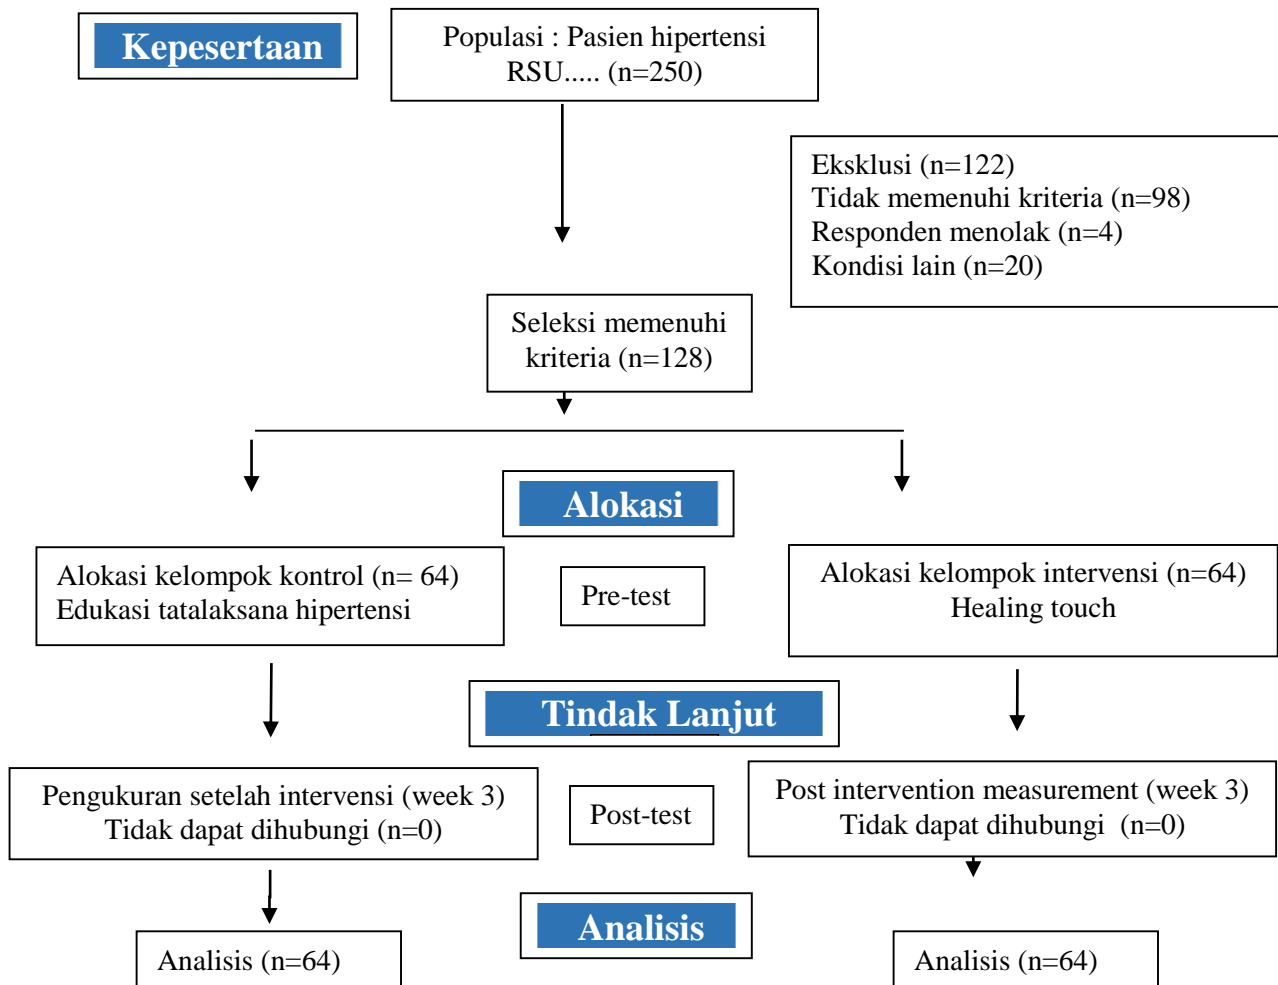 Kepesertaan
Populasi : Pasien hipertensi
RSU..... (n=250)
Eksklusi (n=122)
Tidak memenuhi kriteria (n=98)
Responden menolak (n=4)
Kondisi lain (n=20)
Seleksi memenuhi
kriteria (n=128)
Alokasi
Alokasi kelompok kontrol (n= 64)
Edukasi tatalaksana hipertensi
Pre-test
Alokasi kelompok intervensi (n=64)
Healing touch
Tindak Lanjut
Pengukuran setelah intervensi (week 3)
Tidak dapat dihubungi (n=0)
Post-test
Post intervention measurement (week 3)
Tidak dapat dihubungi  (n=0)
Analisis
Analisis (n=64)
Analisis (n=64)